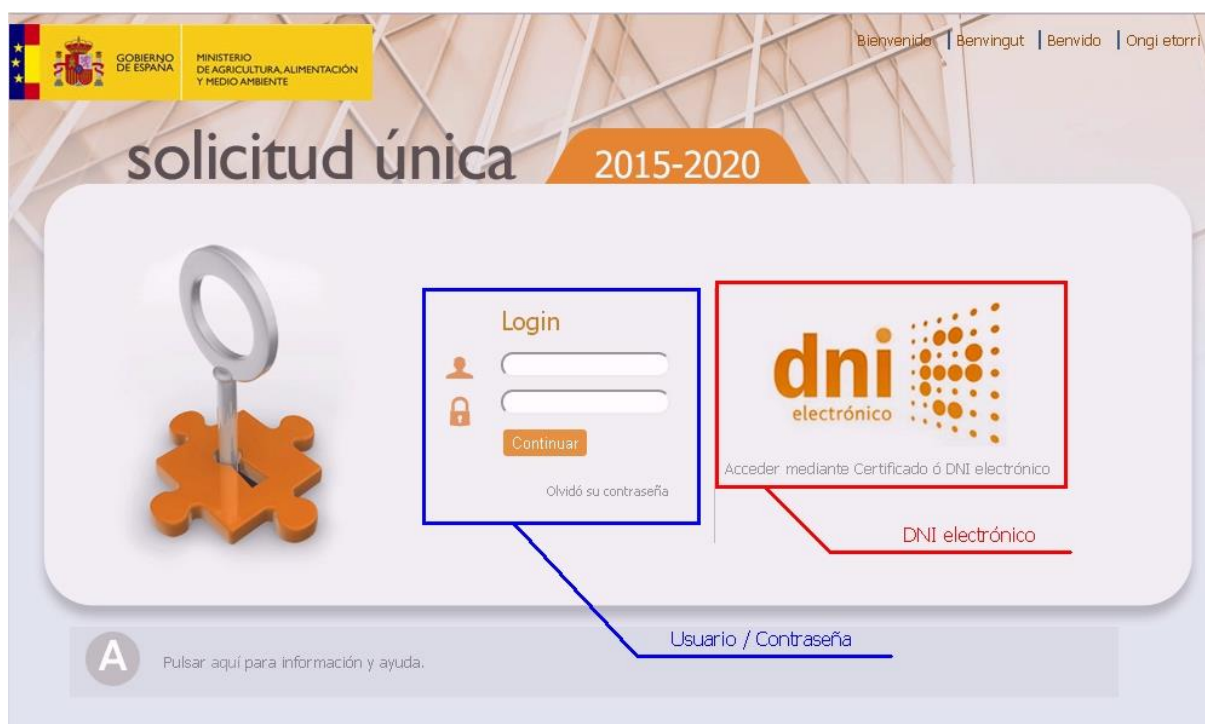 GOBIERNO
DE ESPAÑA
MINISTERIO
DE AGRICULTURA, ALIMENTACIÓN
Y MEDIO AMBIENTE
Bienvenido | Benvingut | Benvido | Ongi etorri
solicitud única 2015-2020
Login
Continuar
Olvidó su contraseña
dni
electrónico
Acceder mediante Certificado ó DNI electrónico
DNI electrónico
Usuario / Contraseña
A
Pulsar aquí para información y ayuda.